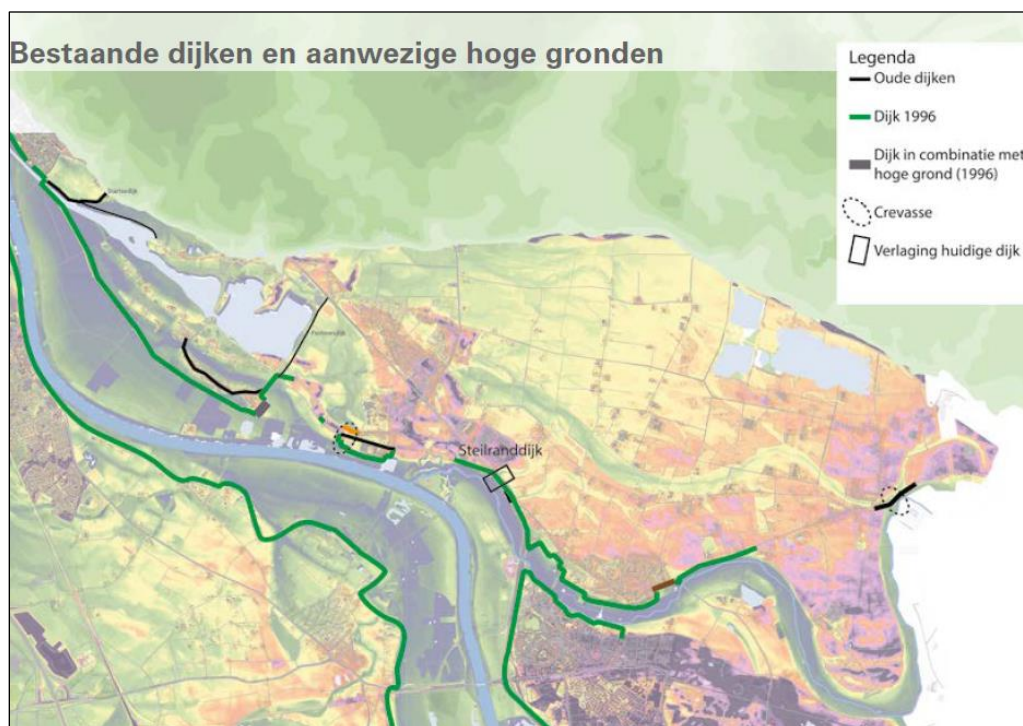 Bestaande dijken en aanwezige hoge gronden
Legenda
Oude dijken
Dijk 1996
Dijk in combinatie met
hoge grond (1996)
Crevasse
Verlaging huidige dijk
Steilranddijk